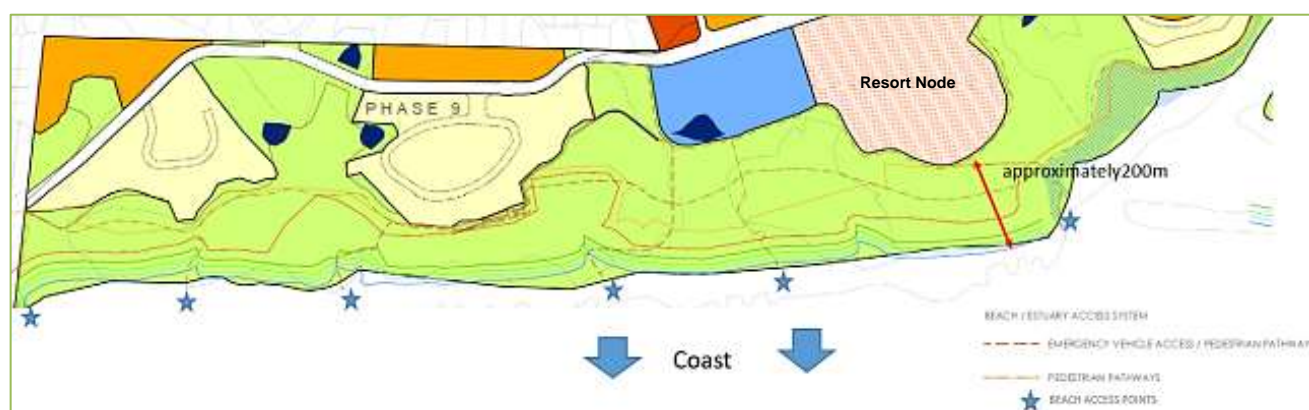 Resort Node
PHASE 9
approximately200m
BEACH / ESTUARY ACCESS SYSTEM
EMERGENCY VEHICLE ACCESS / PEDESTRIAN PATHWAY
PEDESTRIAN PATHWAYS
BEACH ACCESS POINTS
Coast